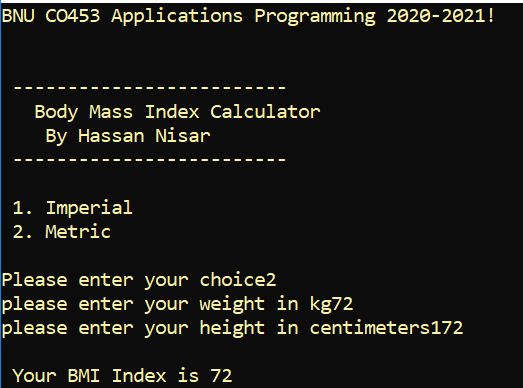 BNU CO453 Applications Programming 2020-2021!
-------------------------
Body Mass Index Calculator
By Hassan Nisar
-------------------------
1. Imperial
2. Metric
Please enter your choice2
please enter your weight in kg72
please enter your height in centimeters172
Your BMI Index is 72